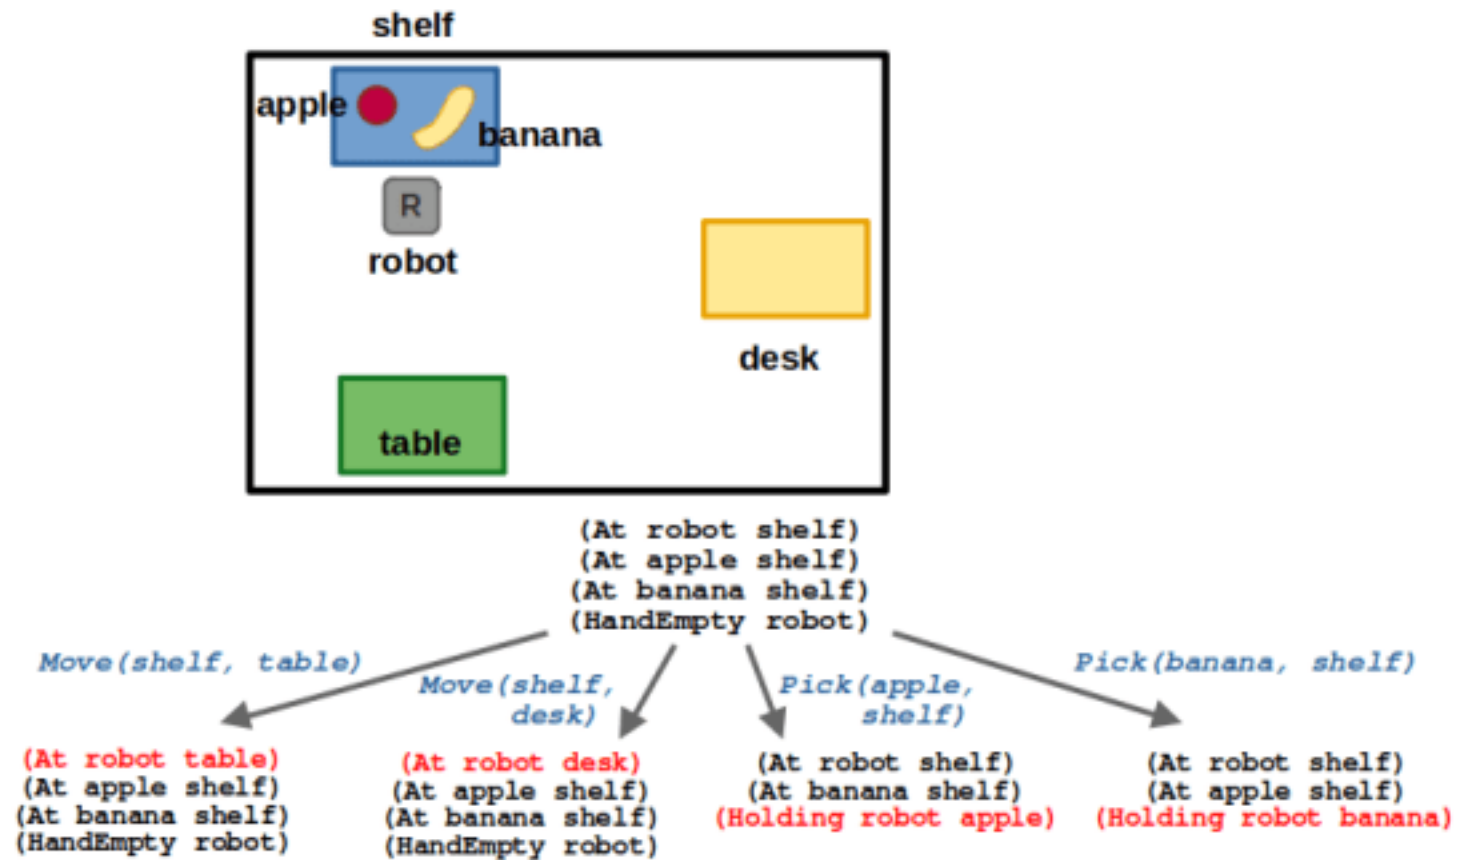 shelf
apple
banana
R
robot
desk
table
(At robot shelf)
(At apple shelf)
(At banana shelf)
(HandEmpty robot)
Move(shelf, table)
Move(shelf,
desk)
Pick(apple,
shelf)
Pick(banana, shelf)
(At robot table)
(At apple shelf)
(At banana shelf)
(HandEmpty robot)
(At robot desk)
(At apple shelf)
(At banana shelf)
(HandEmpty robot)
(At robot shelf)
(At banana shelf)
(Holding robot apple)
(At robot shelf)
(At apple shelf)
(Holding robot banana)